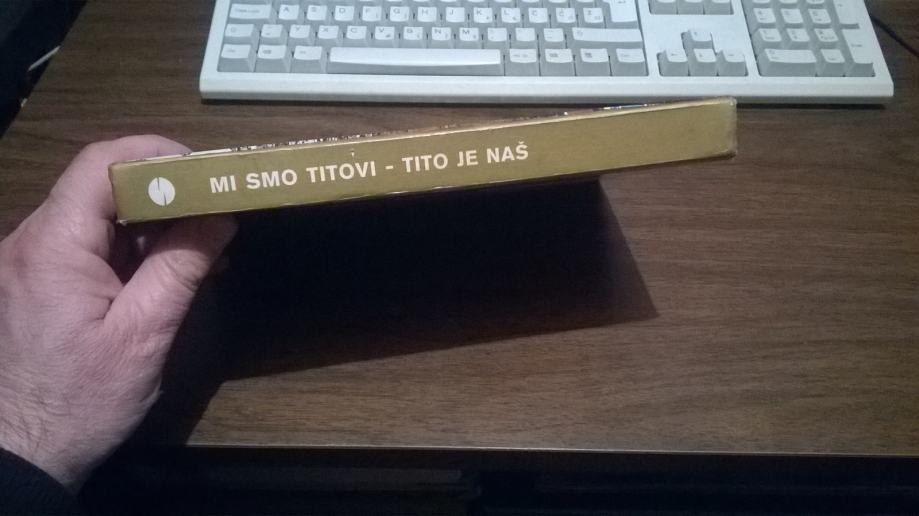 MI SMO TITOVI - TITO JE NAŠ